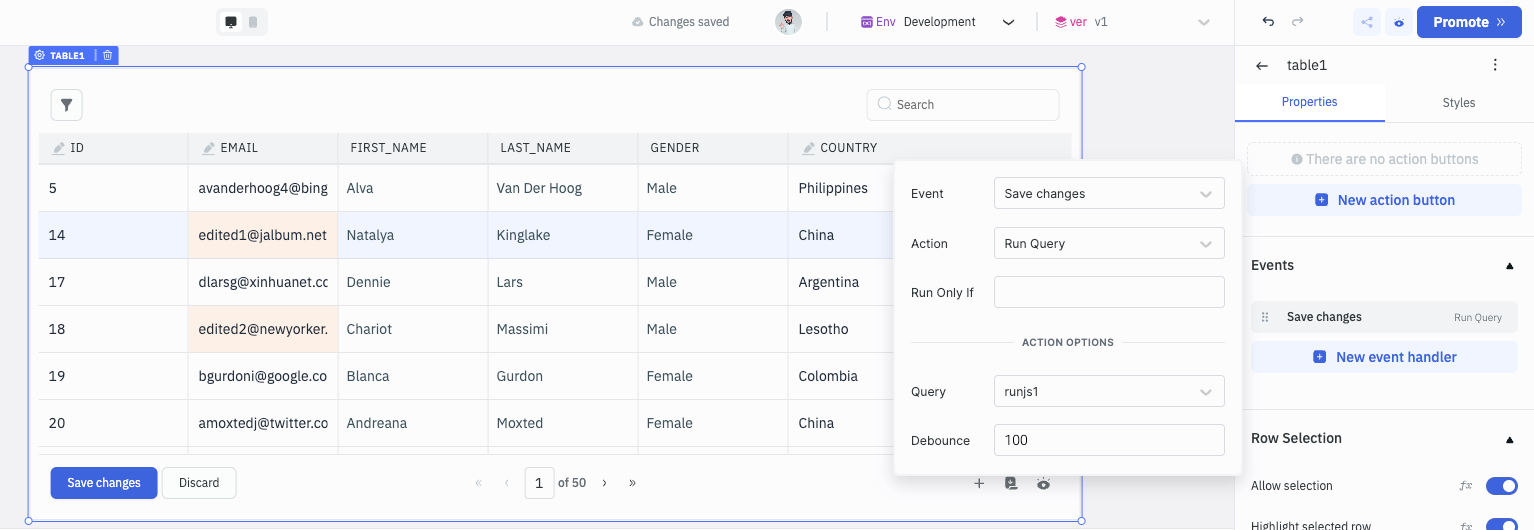 Changes saved
Env Development
ver v1
Promote
TABLE1
table1
Properties
Styles
Search
ID EMAIL FIRST_NAME LAST_NAME GENDER COUNTRY
5 avanderhoog4@bing Alva Van Der Hoog Male Philippines
14 edited1@jalbum.net Natalya Kinglake Female China
17 dlarsg@xinhuanet.cc Dennie Lars Male Argentina
18 edited2@newyorker. Chariot Massimi Male Lesotho
19 bgurdoni@google.co Blanca Gurdon Female Colombia
20 amoxtedj@twitter.co Andreana Moxted Female China
Save changes
Discard
« ‹ 1 of 50 › »
Event Save changes
Action Run Query
Run Only If
ACTION OPTIONS
Query runjs1
Debounce 100
There are no action buttons
New action button
Events
Save changes Run Query
New event handler
Row Selection
Allow selection fx
Highlight selected row fx